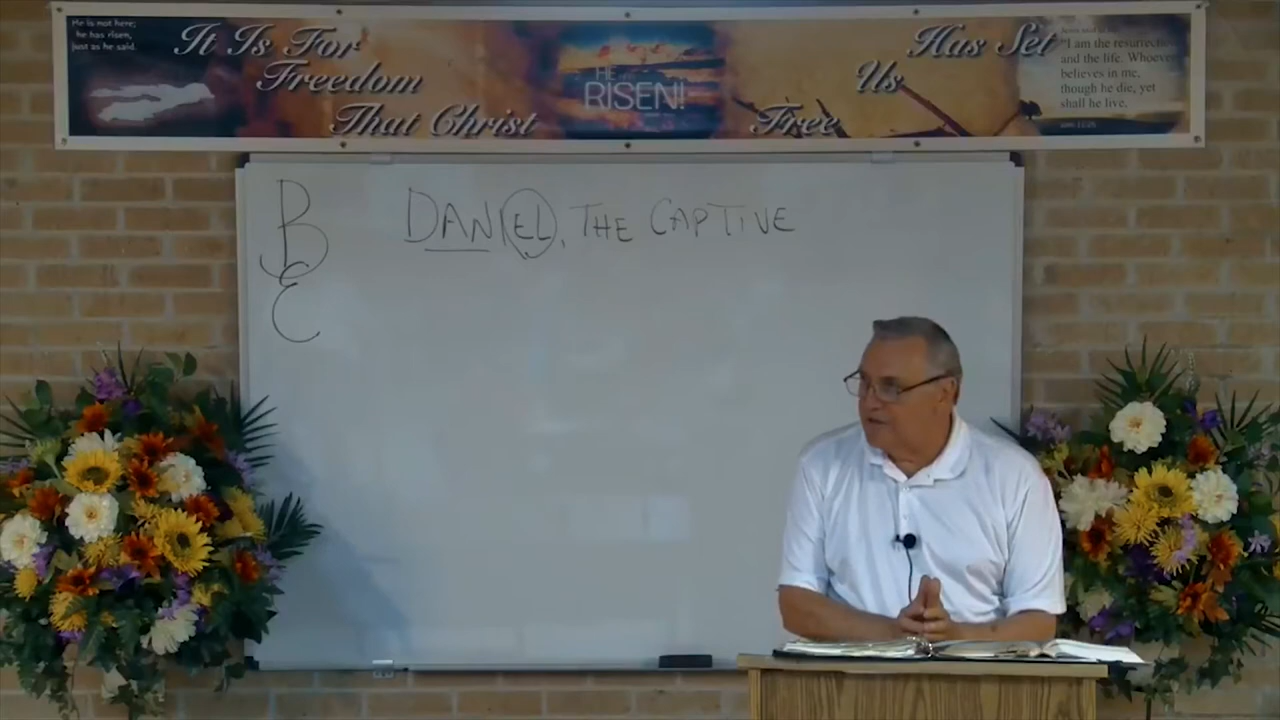 He is not here;
he has risen,
just as he said.
It Is For
Freedom
That Christ
HE
RISEN!
Has Set
Us
Free
"I am the resurrection
and the life. Whoever
believes in me,
though he die, yet
shall he live.
B
E
DANIEL, THE CAPTIVE